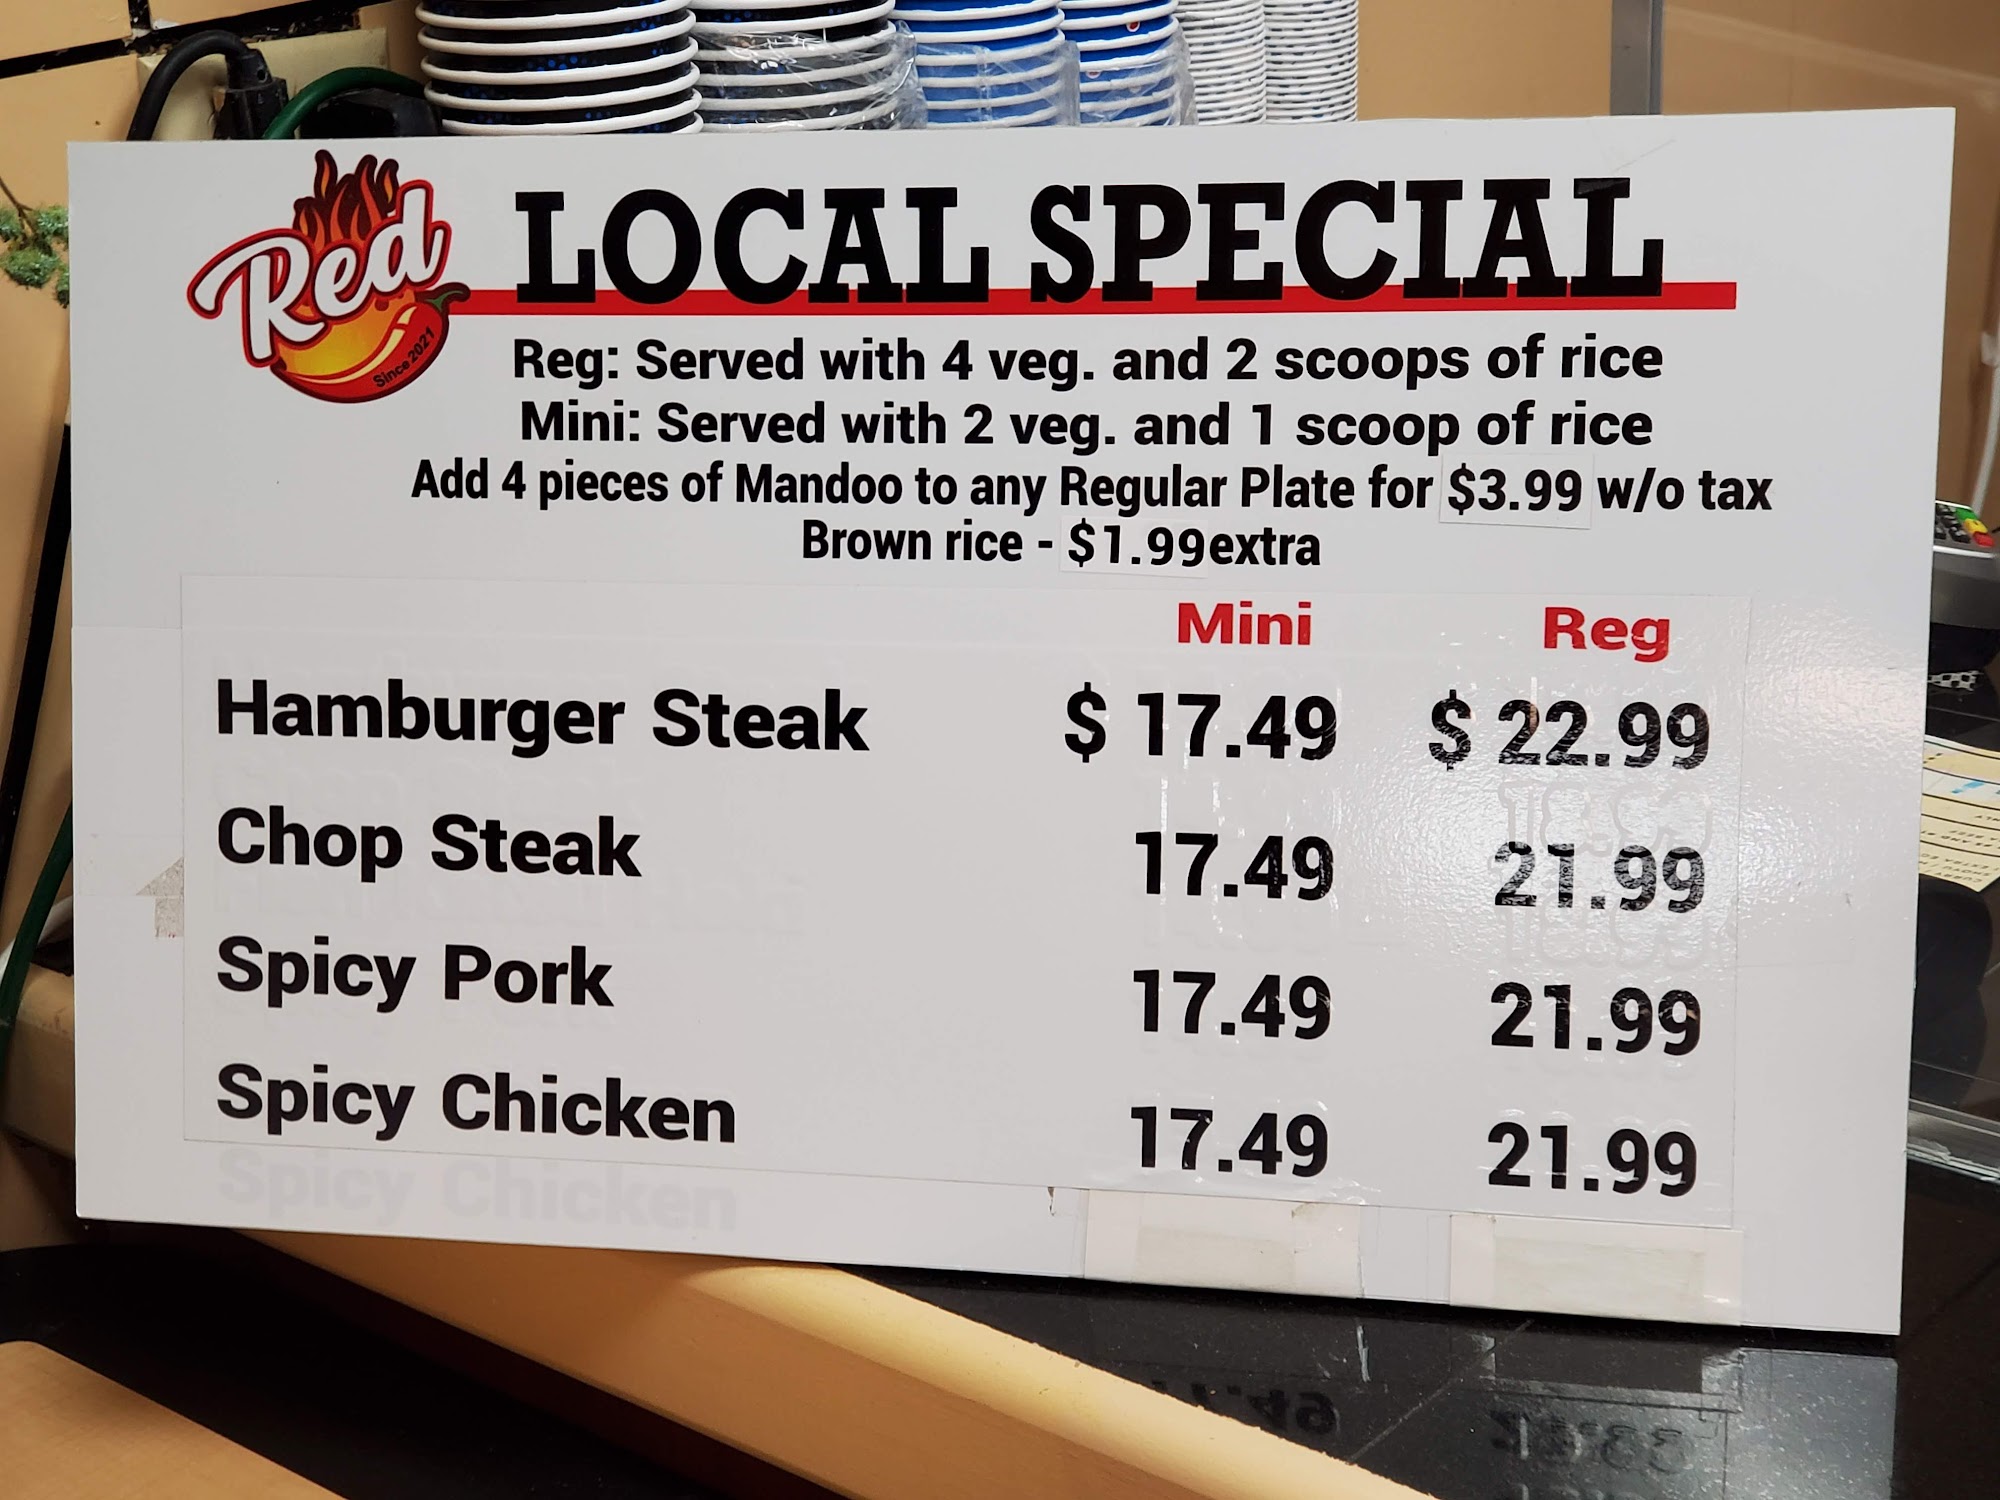 Red
Since 2021
LOCAL SPECIAL
Reg: Served with 4 veg. and 2 scoops of rice
Mini: Served with 2 veg. and 1 scoop of rice
Add 4 pieces of Mandoo to any Regular Plate for $3.99 w/o tax
Brown rice - $1.99extra
Mini Reg
Hamburger Steak $ 17.49 $ 22.99
Chop Steak 17.49 21.99
Spicy Pork 17.49 21.99
Spicy Chicken 17.49 21.99
Spicy Chicken